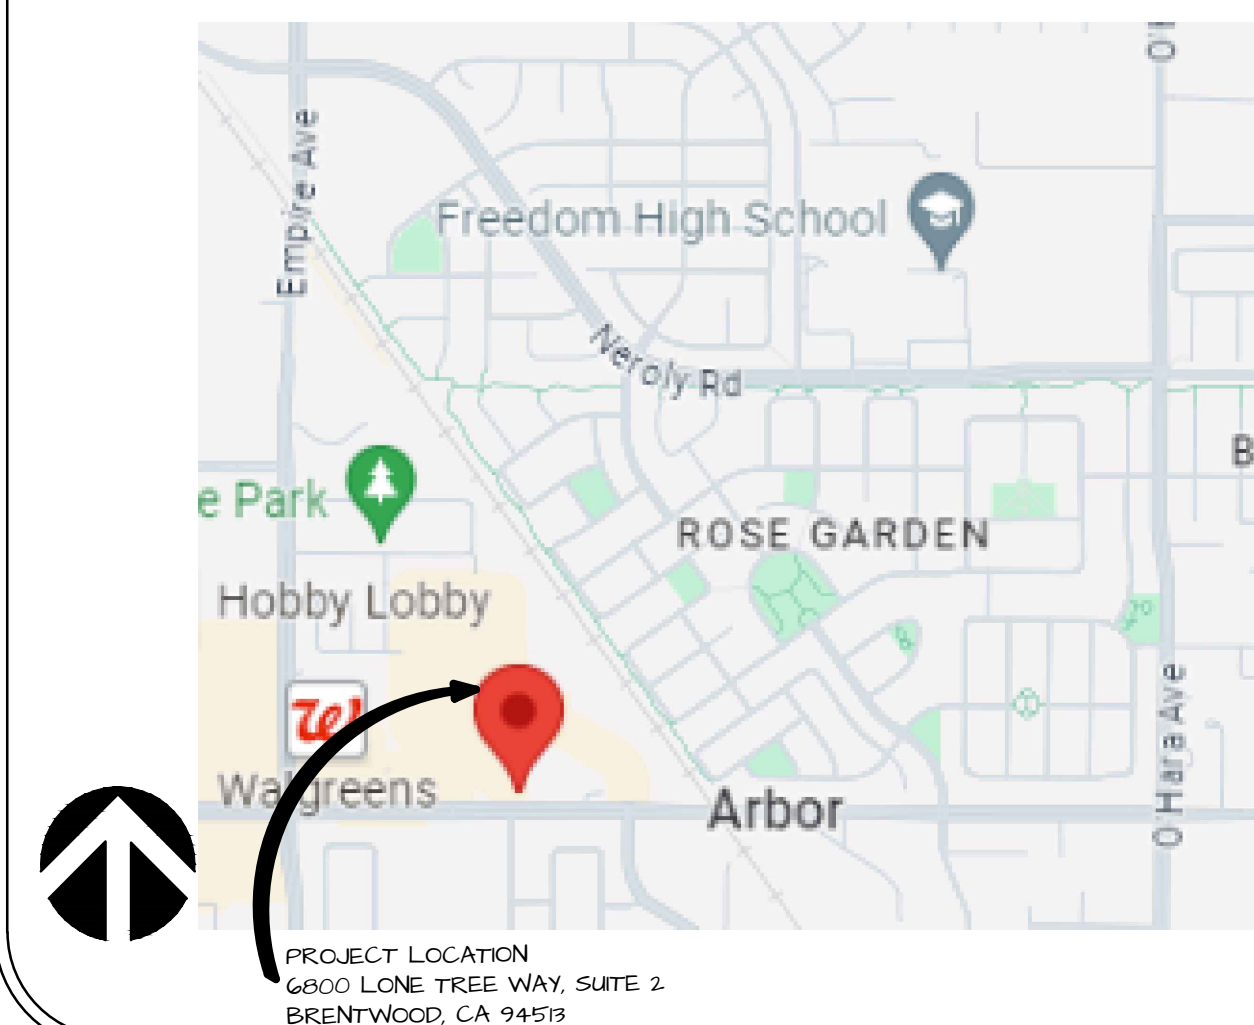 O'
Empire Ave
Freedom High School
Neroly Rd
B
e Park
ROSE GARDEN
Hobby Lobby
Walgreens
Arbor
O'Hara Ave
PROJECT LOCATION
6800 LONE TREE WAY, SUITE 2
BRENTWOOD, CA 94513